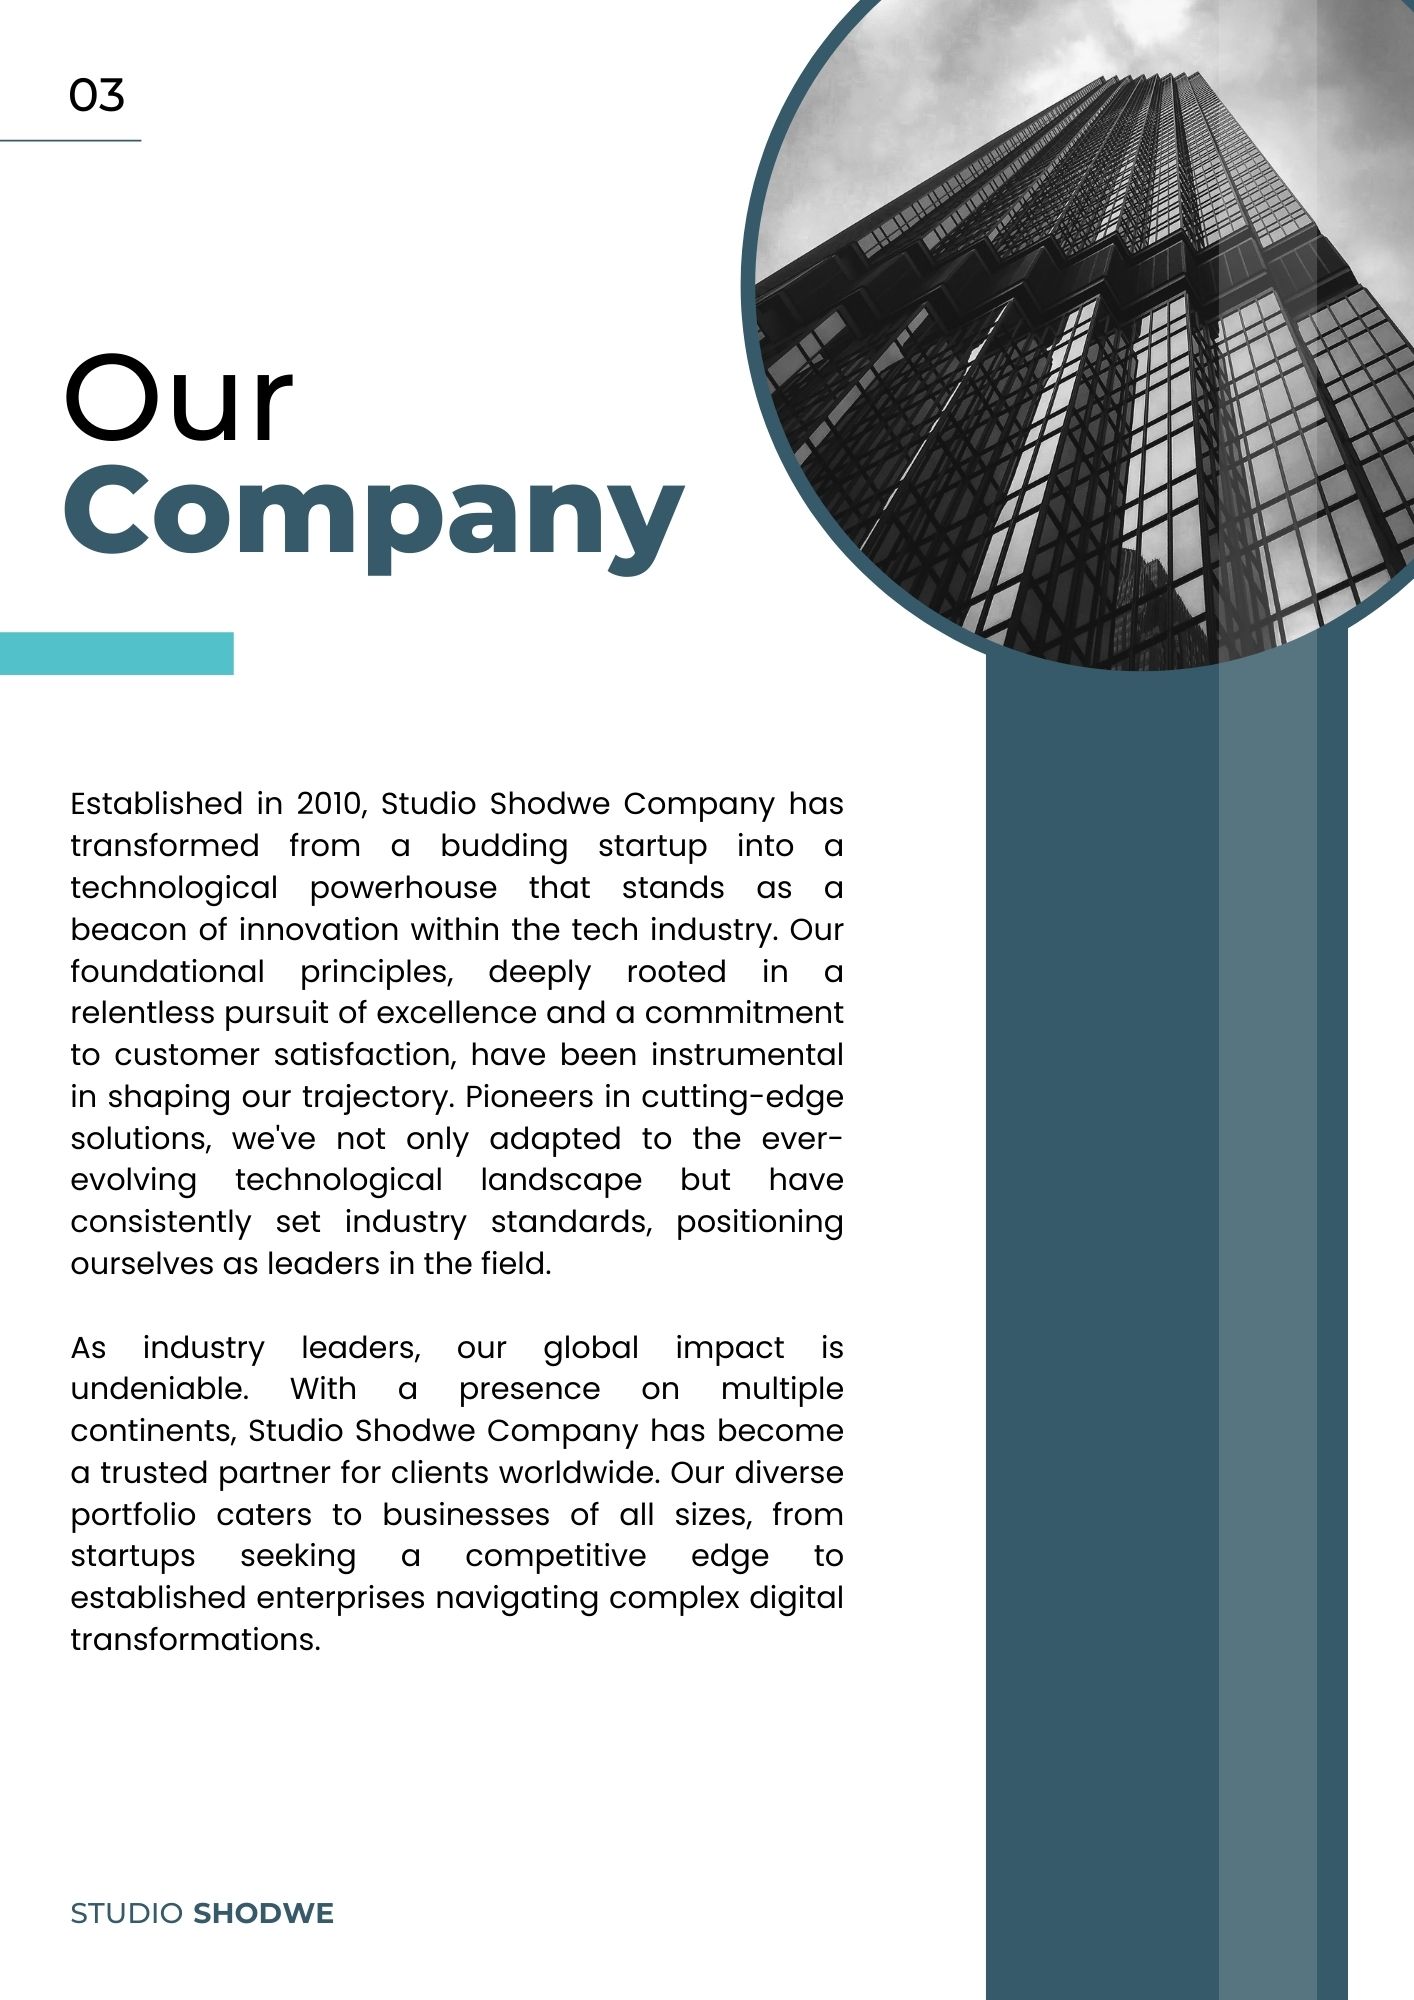 03
Our
Company
Established in 2010, Studio Shodwe Company has
transformed from a budding startup into a
technological powerhouse that stands as a
beacon of innovation within the tech industry. Our
foundational principles, deeply rooted in a
relentless pursuit of excellence and a commitment
to customer satisfaction, have been instrumental
in shaping our trajectory. Pioneers in cutting-edge
solutions, we've not only adapted to the ever-
evolving technological landscape but have
consistently set industry standards, positioning
ourselves as leaders in the field.
As industry leaders, our global impact is
undeniable. With a presence on multiple
continents, Studio Shodwe Company has become
a trusted partner for clients worldwide. Our diverse
portfolio caters to businesses of all sizes, from
startups seeking a competitive edge to
established enterprises navigating complex digital
transformations.
STUDIO SHODWE